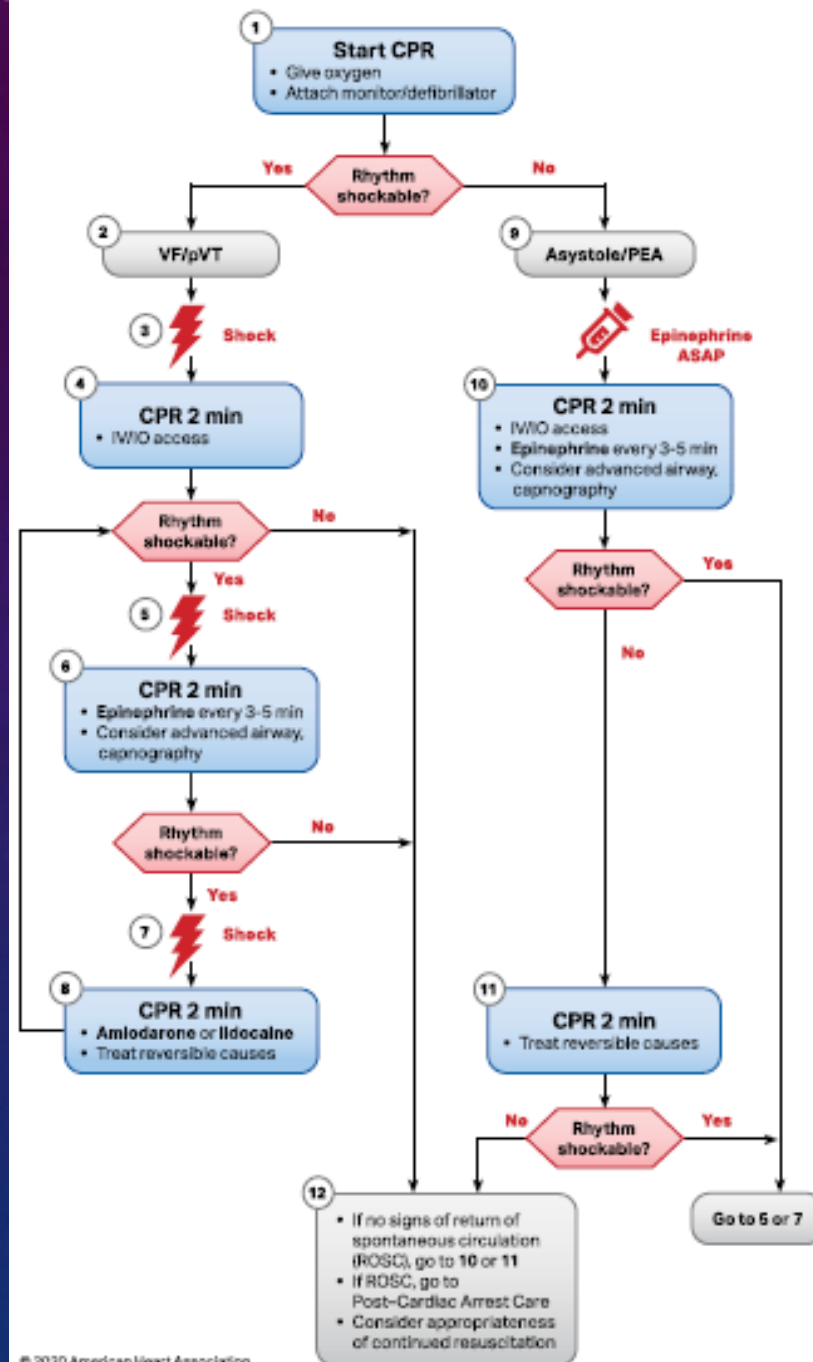 1
Start CPR
• Give oxygen
• Attach monitor/defibrillator
Yes
Rhythm
shockable?
No
2
VF/pVT
9
Asystole/PEA
3
Shock
Epinephrine
ASAP
4
CPR 2 min
• IV/IO access
10
CPR 2 min
• IV/IO access
• Epinephrine every 3-5 min
• Consider advanced airway,
capnography
Rhythm
shockable?
No
Yes
5
Shock
Rhythm
shockable?
Yes
No
6
CPR 2 min
• Epinephrine every 3-5 min
• Consider advanced airway,
capnography
Rhythm
shockable?
No
Yes
7
Shock
8
CPR 2 min
• Amiodarone or lidocaine
• Treat reversible causes
11
CPR 2 min
• Treat reversible causes
No
Rhythm
shockable?
Yes
12
• If no signs of return of
spontaneous circulation
(ROSC), go to 10 or 11
• If ROSC, go to
Post-Cardiac Arrest Care
• Consider appropriateness
of continued resuscitation
Go to 5 or 7
© 2020 American Heart Association